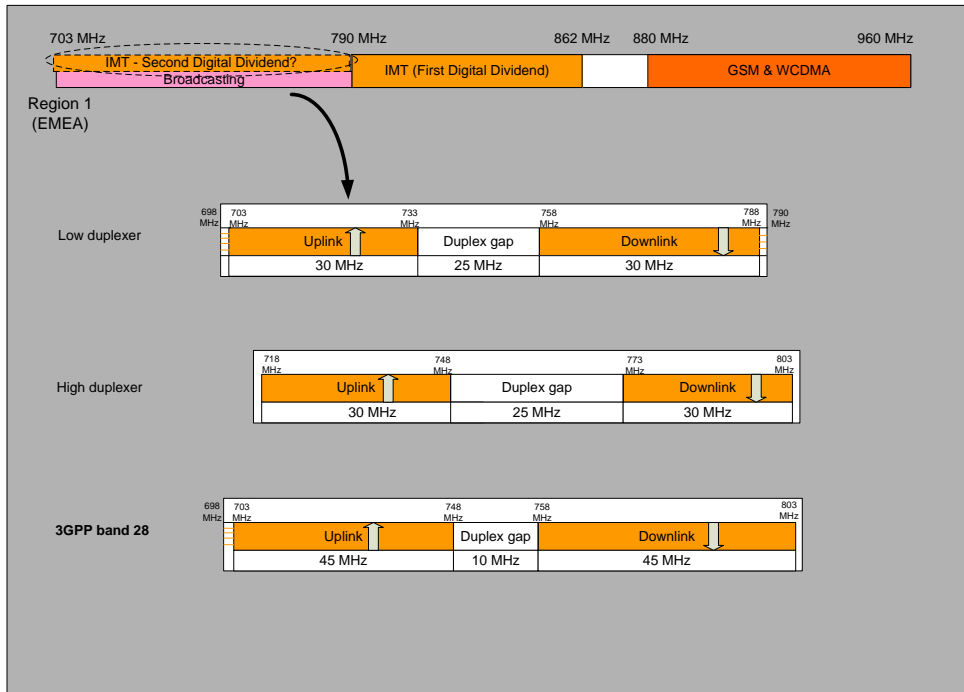 703 MHz 790 MHz 862 MHz 880 MHz 960 MHz
IMT - Second Digital Dividend? IMT (First Digital Dividend) GSM & WCDMA
Broadcasting
Region 1
(EMEA)
698 MHz 703 MHz 733 MHz 758 MHz 788 MHz 790 MHz
Low duplexer Uplink Duplex gap Downlink
30 MHz 25 MHz 30 MHz
718 MHz 748 MHz 773 MHz 803 MHz
High duplexer Uplink Duplex gap Downlink
30 MHz 25 MHz 30 MHz
698 MHz 703 MHz 748 MHz 758 MHz 803 MHz
3GPP band 28 Uplink Duplex gap Downlink
45 MHz 10 MHz 45 MHz